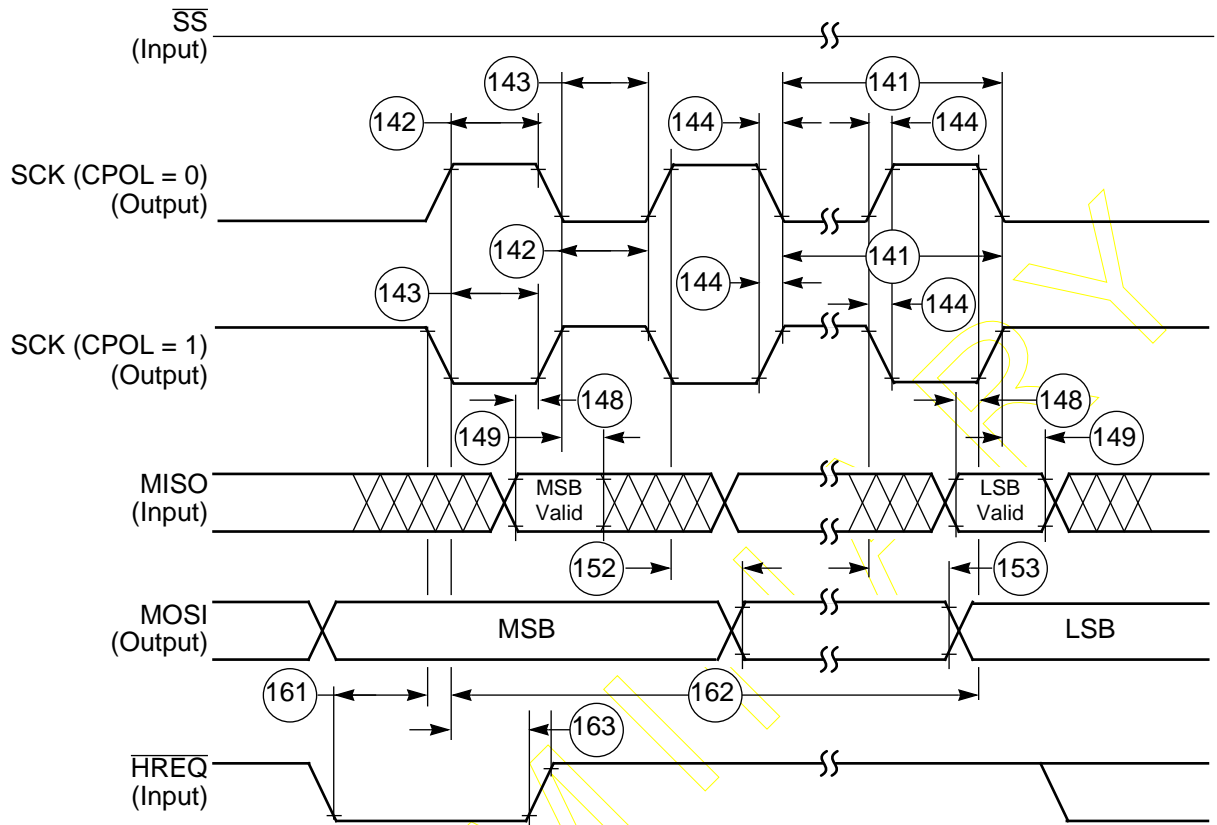 SS
(Input)
143
141
142
144
144
SCK (CPOL = 0)
(Output)
142
141
143
144
144
SCK (CPOL = 1)
(Output)
148
148
149
149
MISO
(Input)
MSB
Valid
LSB
Valid
152
153
MOSI
(Output)
MSB
LSB
161
162
163
HREQ
(Input)